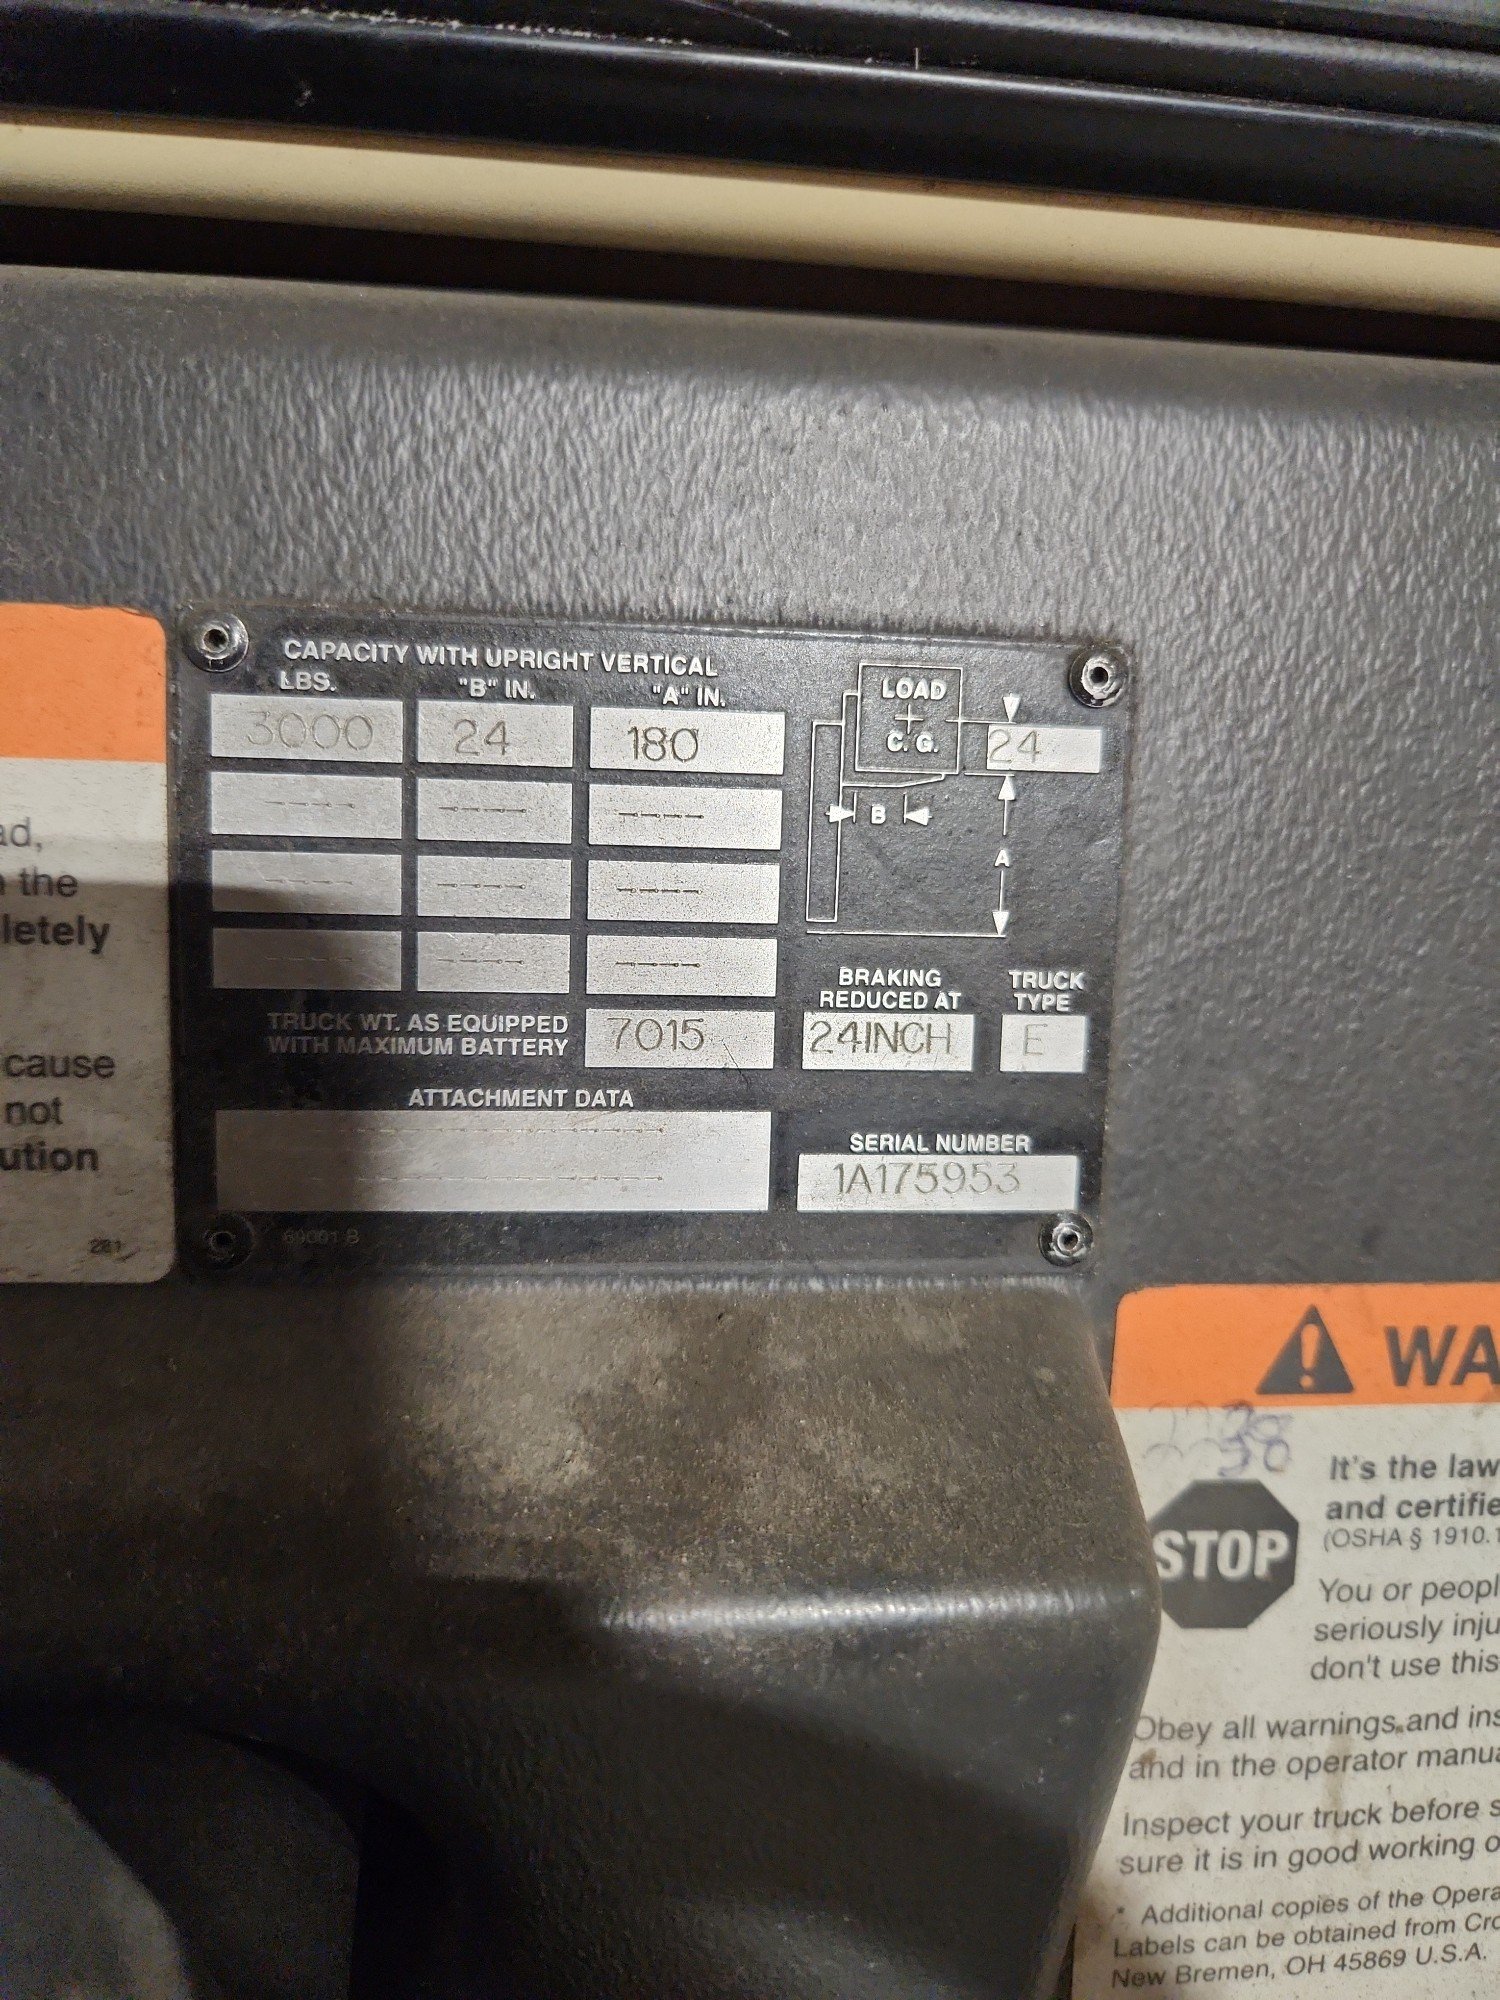 CAPACITY WITH UPRIGHT VERTICAL
LBS. "B" IN. "A" IN.
3000 24 180
---- ---- ----
---- ---- ----
---- ---- ----
LOAD
C. G.
24
B
A
TRUCK WT. AS EQUIPPED
WITH MAXIMUM BATTERY
7015
BRAKING
REDUCED AT
24INCH
TRUCK
TYPE
E
ATTACHMENT DATA
SERIAL NUMBER
1A175953
the
cause
not
WA
STOP
It's the law
and certifie
(OSHA § 1910.1
You or peopl
seriously inju
don't use this
Obey all warnings and ins
and in the operator manua
Inspect your truck before s
sure it is in good working o
* Additional copies of the Opera
Labels can be obtained from Cro
New Bremen, OH 45869 U.S.A.